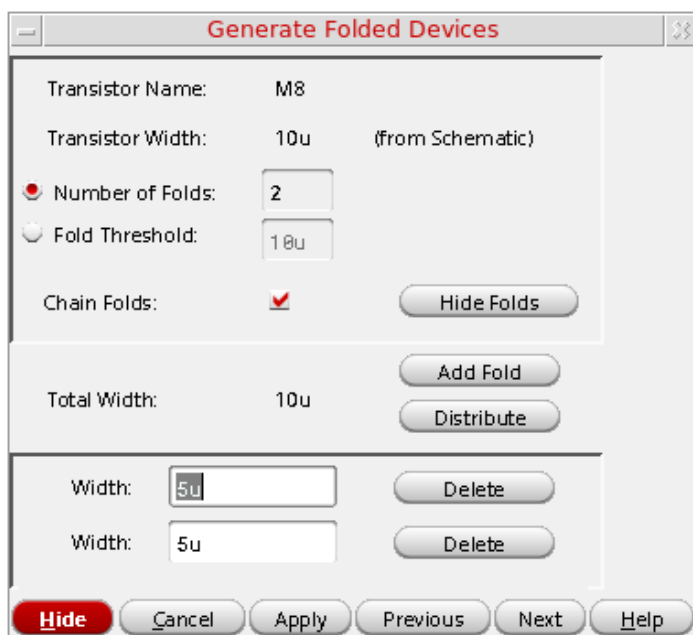 Generate Folded Devices
Transistor Name: M8
Transistor Width: 10u (from Schematic)
Number of Folds: 2
Fold Threshold: 10u
Chain Folds: Hide Folds
Add Fold
Total Width: 10u
Distribute
Width: 5u Delete
Width: 5u Delete
Hide Cancel Apply Previous Next Help